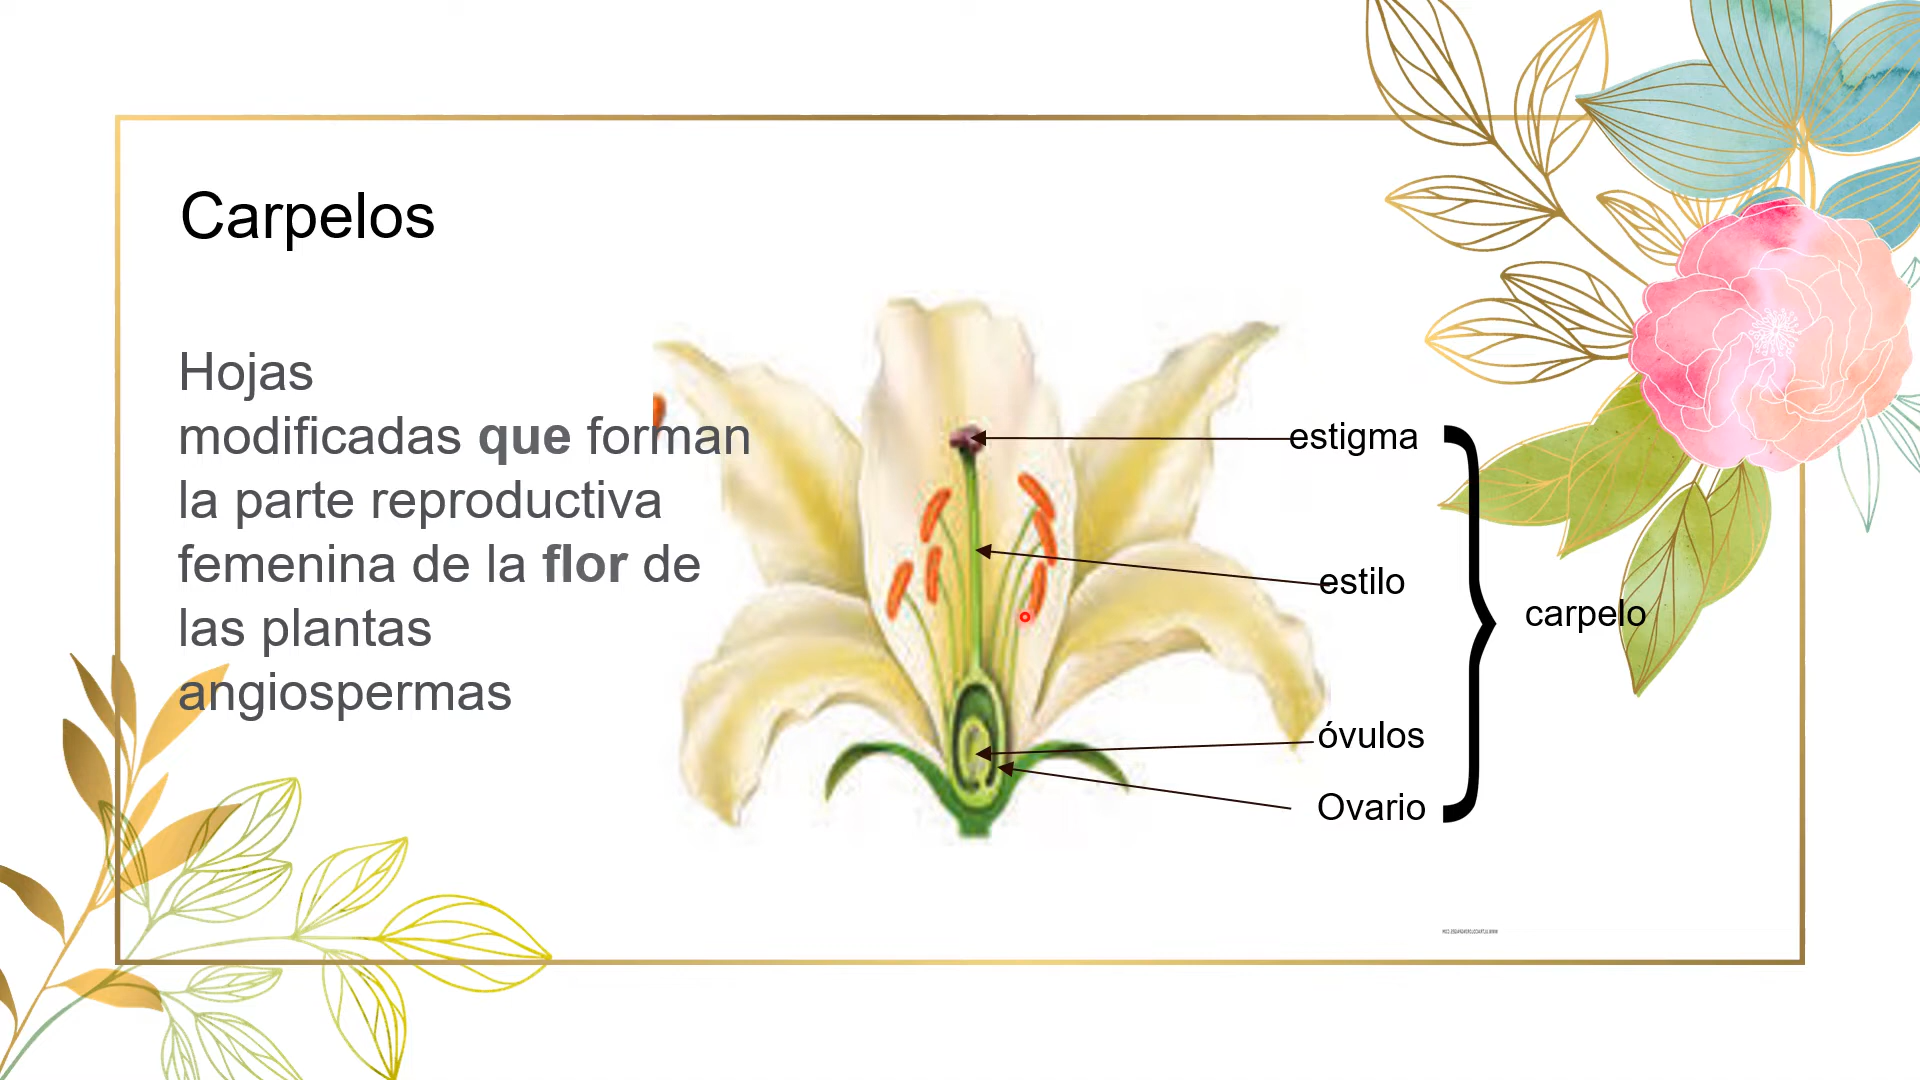 Carpelos
Hojas
modificadas que forman
la parte reproductiva
femenina de la flor de
las plantas
angiospermas
estigma
estilo
carpelo
óvulos
Ovario